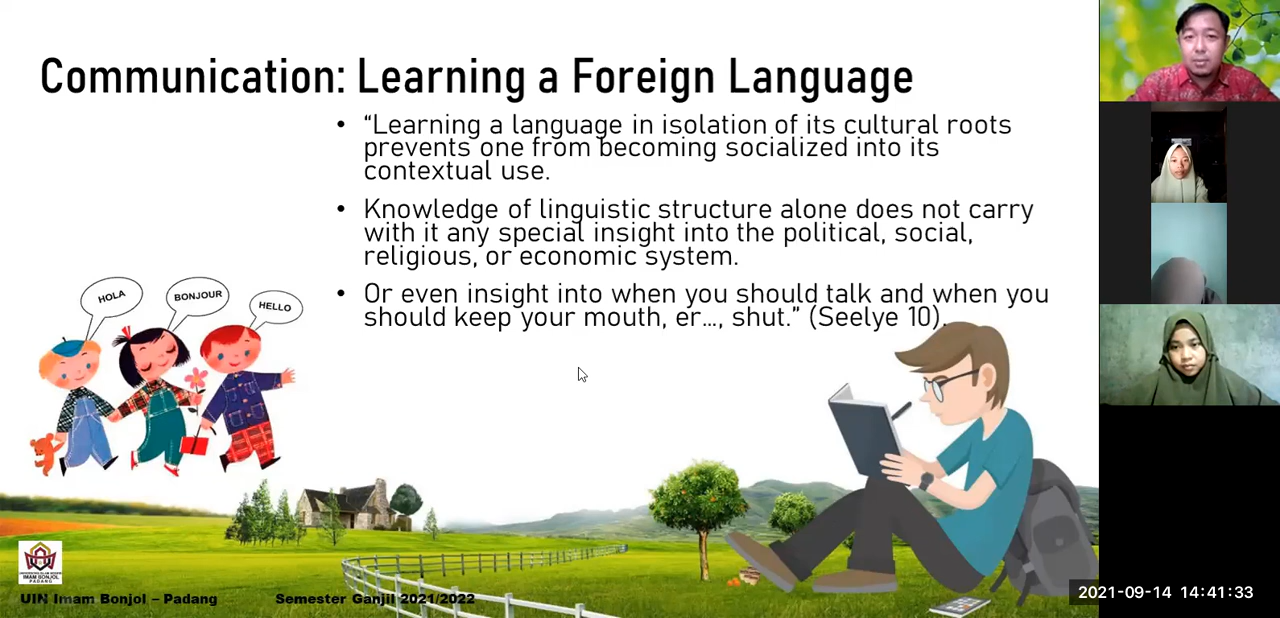 Communication: Learning a Foreign Language
• “Learning a language in isolation of its cultural roots
prevents one from becoming socialized into its
contextual use.
• Knowledge of linguistic structure alone does not carry
with it any special insight into the political, social,
religious, or economic system.
• Or even insight into when you should talk and when you
should keep your mouth, er…, shut.” (Seelye 10).
HOLA
BONJOUR
HELLO
IMAM BONJOL
PADANG
UIN Imam Bonjol – Padang
Semester Ganjil 2021/2022
2021-09-14 14:41:33